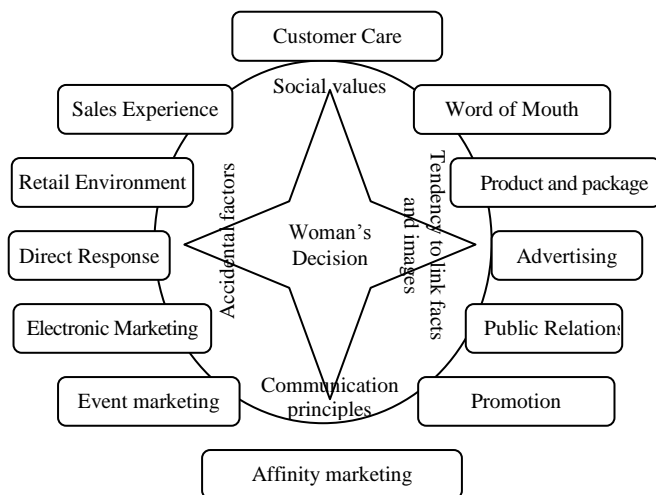 Customer Care
Social values
Sales Experience
Word of Mouth
Retail Environment
Product and package
Accidental factors
Woman's
Decision
Tendency to link facts
and images
Direct Response
Advertising
Electronic Marketing
Public Relations
Event marketing
Communication
principles
Promotion
Affinity marketing